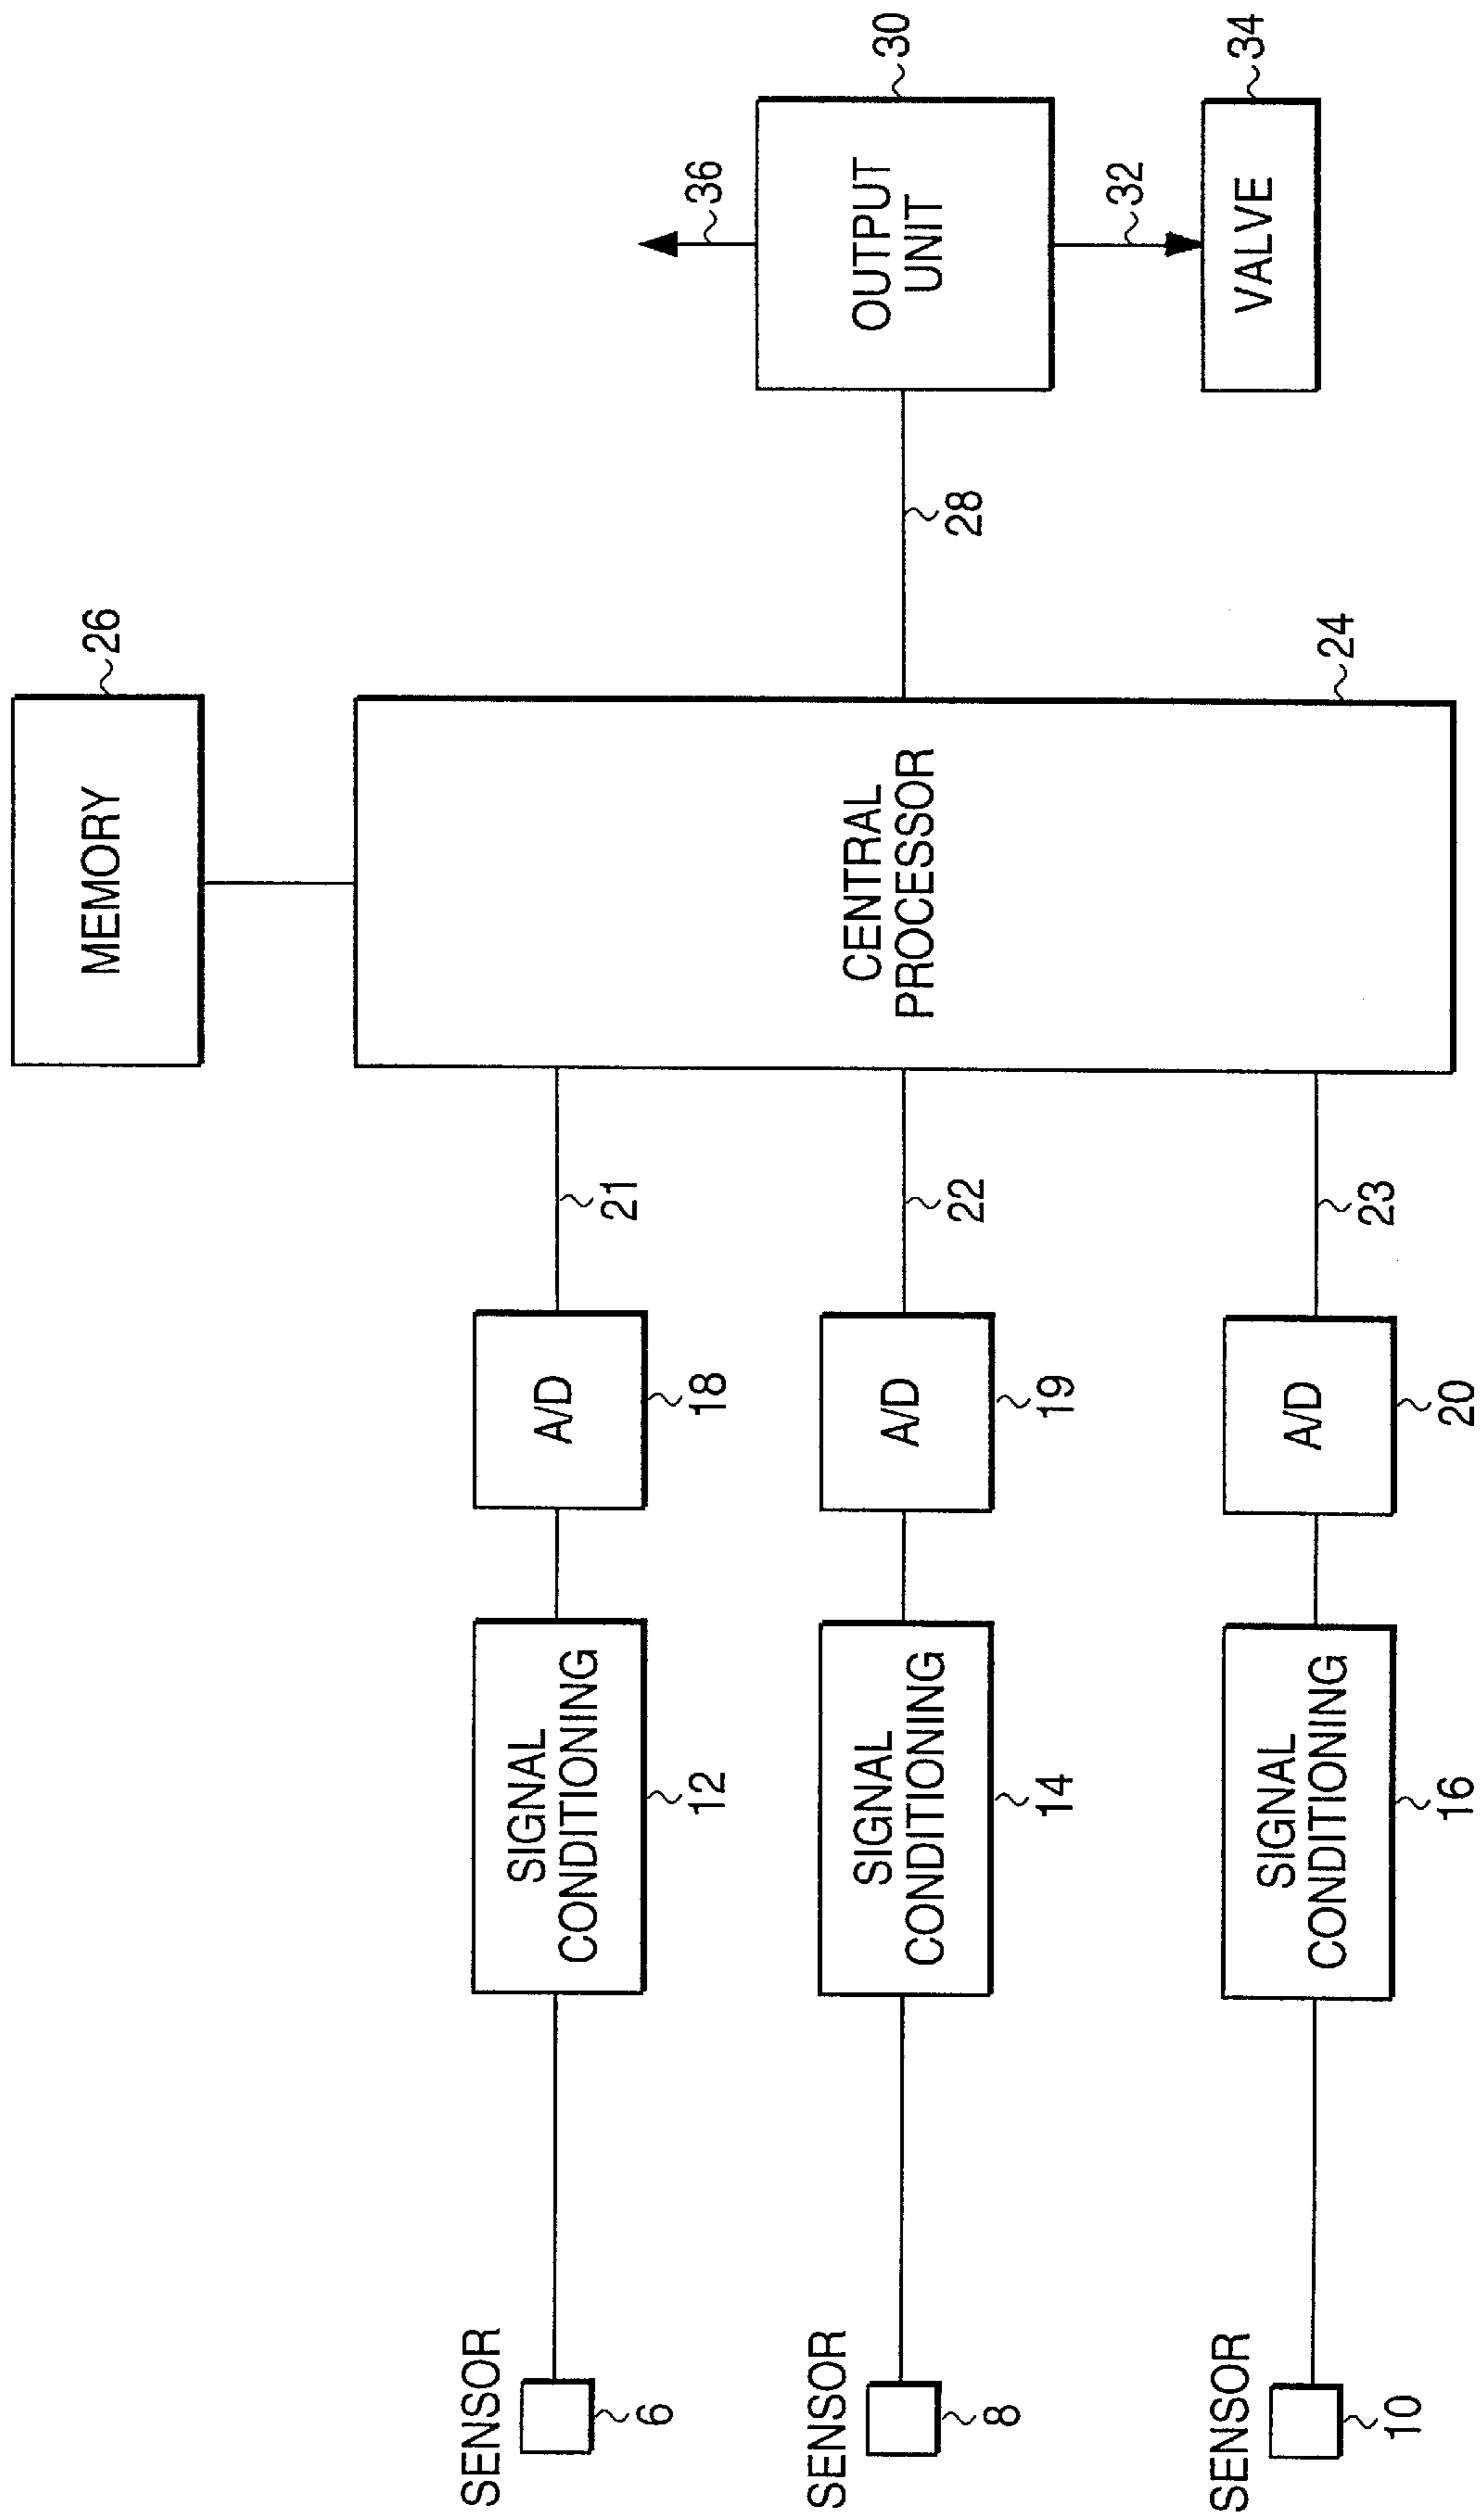 MEMORY
26
SENSOR
6
SIGNAL
CONDITIONING
12
A/D
18
21
SENSOR
8
SIGNAL
CONDITIONING
14
A/D
19
22
SENSOR
10
SIGNAL
CONDITIONING
16
A/D
20
23
CENTRAL
PROCESSOR
24
28
36
OUTPUT
UNIT
30
32
VALVE
34